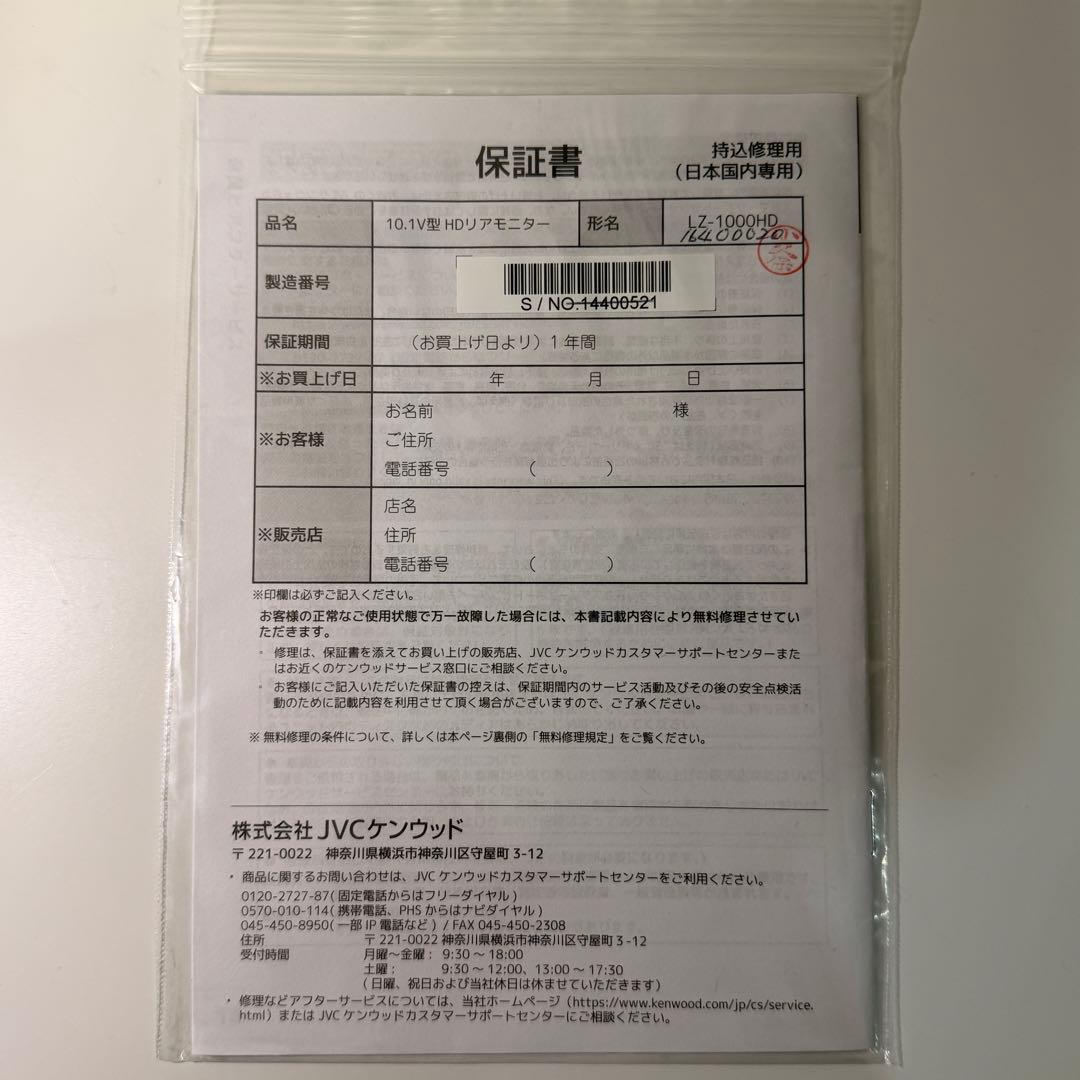 保証書
持込修理用
（日本国内専用）
品名 10.1V型 HDリアモニター 形名 LZ-1000HD
16400020
製造番号
S / NO.14400521
保証期間 （お買上げ日より）1 年間
※お買上げ日 年 月 日
※お客様
お名前 様
ご住所
電話番号 （ ）
※販売店
店名
住所
電話番号 （ ）
※印欄は必ずご記入ください。
お客様の正常なご使用状態で万一故障した場合には、本書記載内容により無料修理させてい
ただきます。
・ 修理は、保証書を添えてお買い上げの販売店、JVC ケンウッドカスタマーサポートセンターまた
はお近くのケンウッドサービス窓口にご相談ください。
・ お客様にご記入いただいた保証書の控えは、保証期間内のサービス活動及びその後の安全点検活
動のために記載内容を利用させて頂く場合がございますので、ご了承ください。
※ 無料修理の条件について、詳しくは本ページ裏側の「無料修理規定」をご覧ください。
株式会社 JVCケンウッド
〒 221-0022 神奈川県横浜市神奈川区守屋町 3-12
・ 商品に関するお問い合わせは、JVC ケンウッドカスタマーサポートセンターをご利用ください。
0120-2727-87( 固定電話からはフリーダイヤル )
0570-010-114( 携帯電話、PHS からはナビダイヤル )
045-450-8950( 一部 IP 電話など ) / FAX 045-450-2308
住所 〒 221-0022 神奈川県横浜市神奈川区守屋町 3 -12
受付時間 月曜〜金曜： 9:30 〜 18:00
土曜： 9:30 〜 12:00、13:00 〜 17:30
( 日曜、祝日および当社休日は休ませていただきます )
・ 修理などアフターサービスについては、当社ホームページ（https://www.kenwood.com/jp/cs/service.
html）または JVC ケンウッドカスタマーサポートセンターにご相談ください。